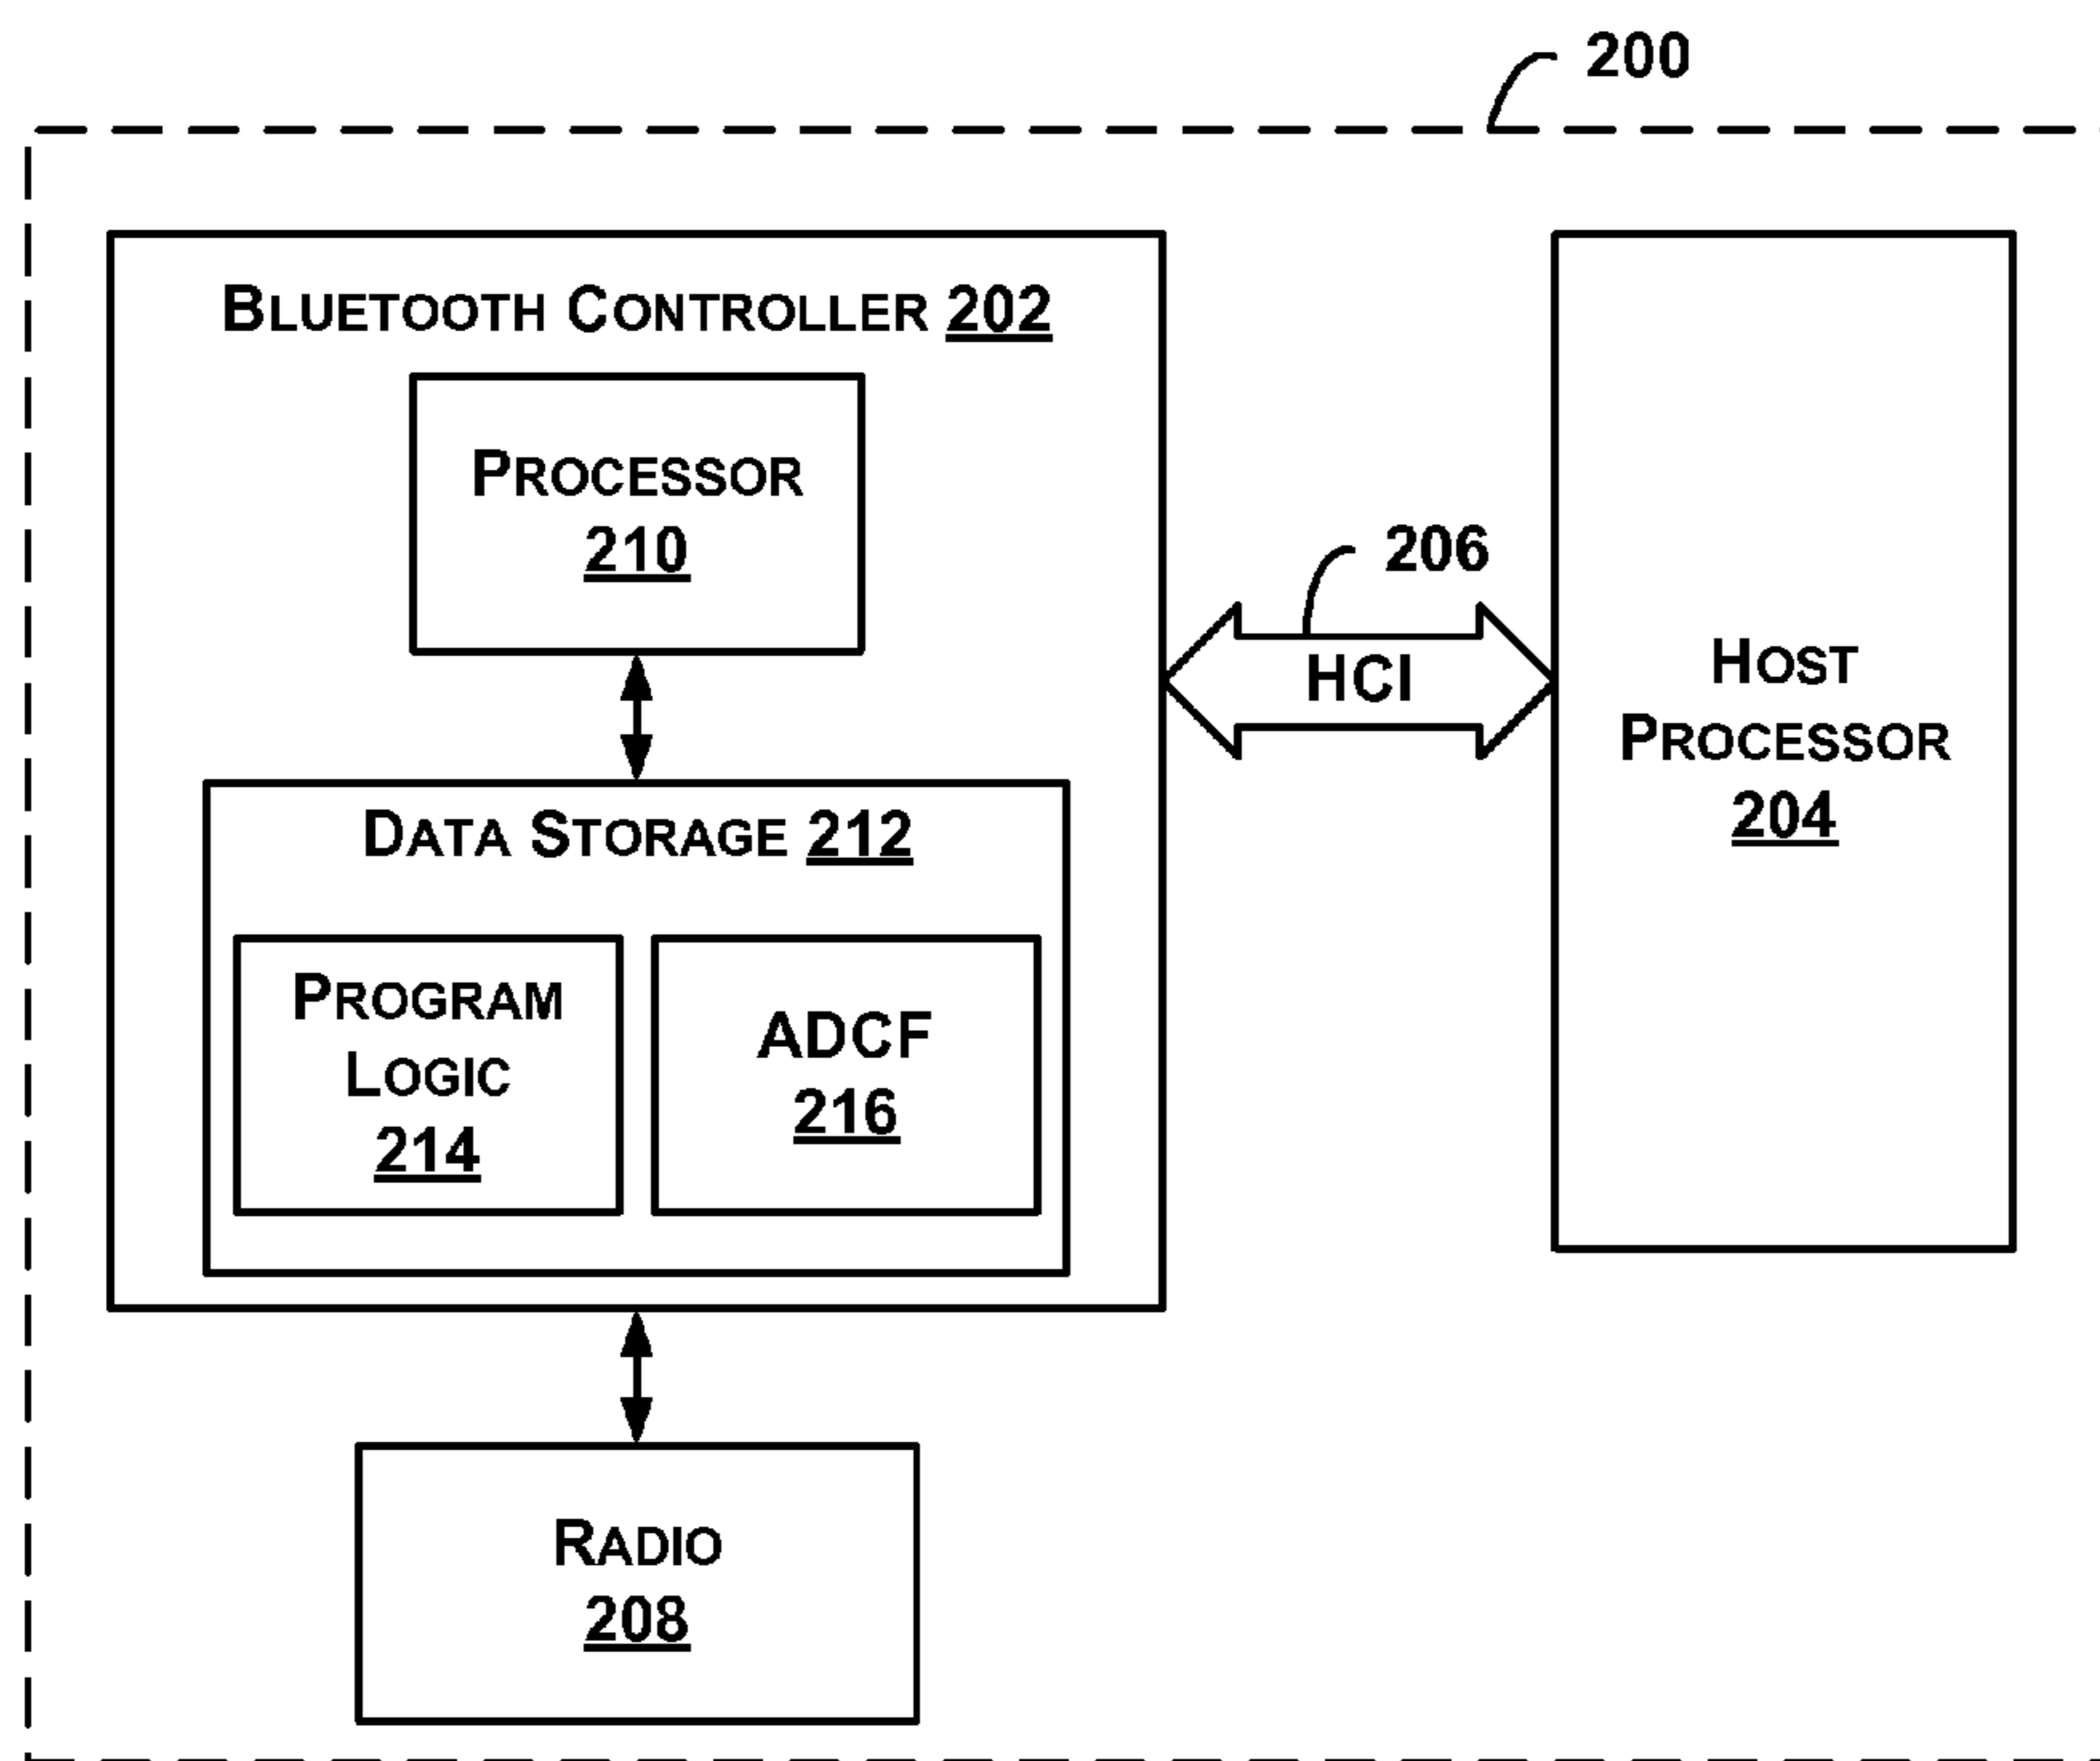 200
BLUETOOTH CONTROLLER 202
PROCESSOR
210
206
HCI
HOST
PROCESSOR
204
DATA STORAGE 212
PROGRAM
LOGIC
214
ADCF
216
RADIO
208